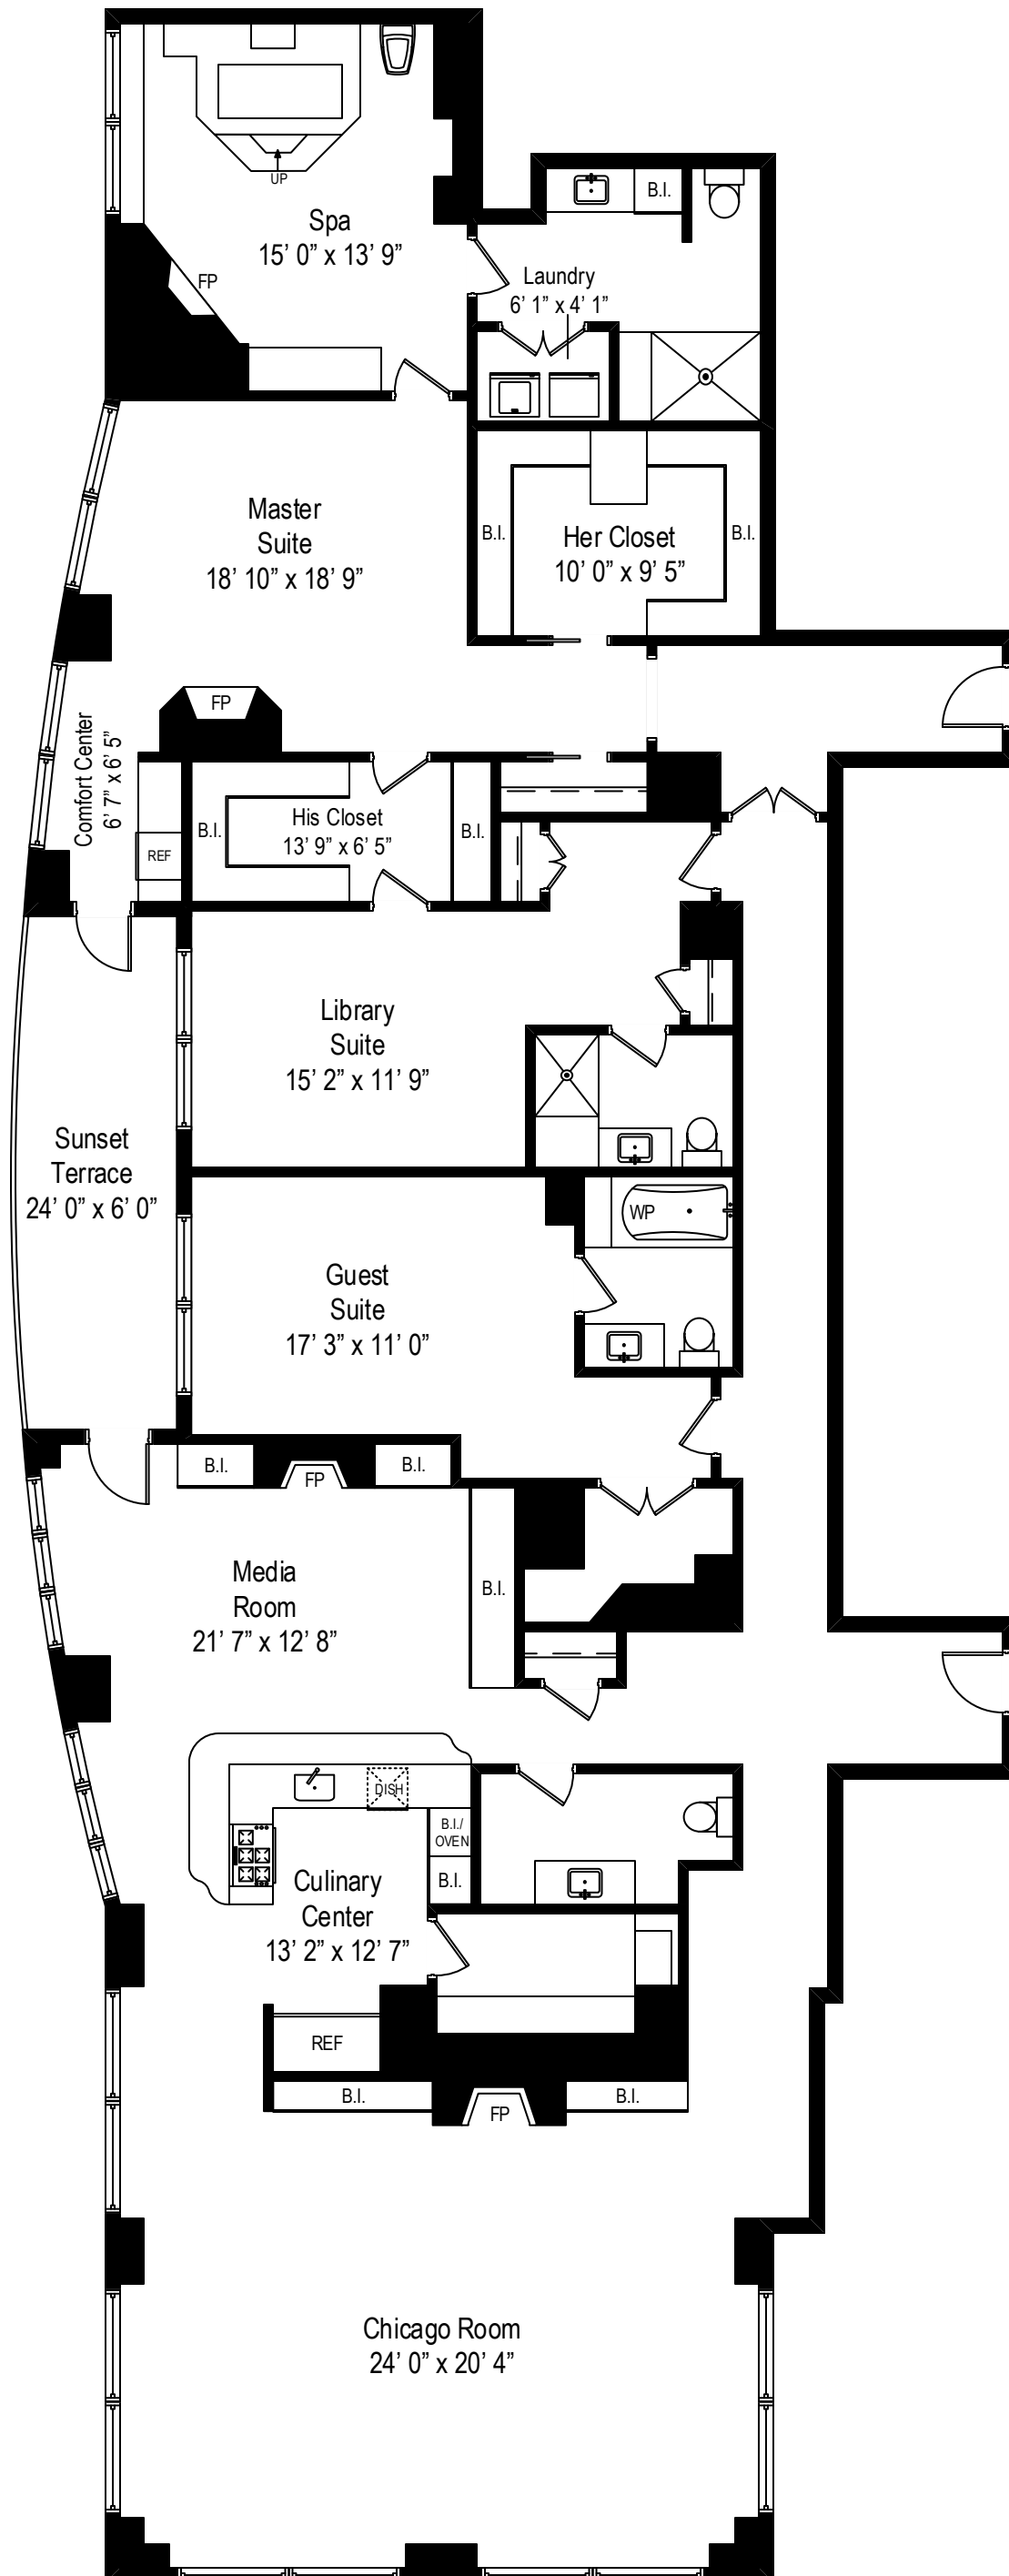 UP
Spa
15’ 0” x 13’ 9”
FP
B.I.
Laundry
6’ 1” x 4’ 1”
Master
Suite
18’ 10” x 18’ 9”
B.I.
Her Closet
10’ 0” x 9’ 5”
B.I.
FP
Comfort Center
6’ 7” x 6’ 5”
REF
B.I.
His Closet
13’ 9” x 6’ 5”
B.I.
Library
Suite
15’ 2” x 11’ 9”
Sunset
Terrace
24’ 0” x 6’ 0”
WP
Guest
Suite
17’ 3” x 11’ 0”
B.I.
FP
B.I.
Media
Room
21’ 7” x 12’ 8”
B.I.
DISH
B.I./
OVEN
B.I.
Culinary
Center
13’ 2” x 12’ 7”
REF
B.I.
FP
B.I.
Chicago Room
24’ 0” x 20’ 4”